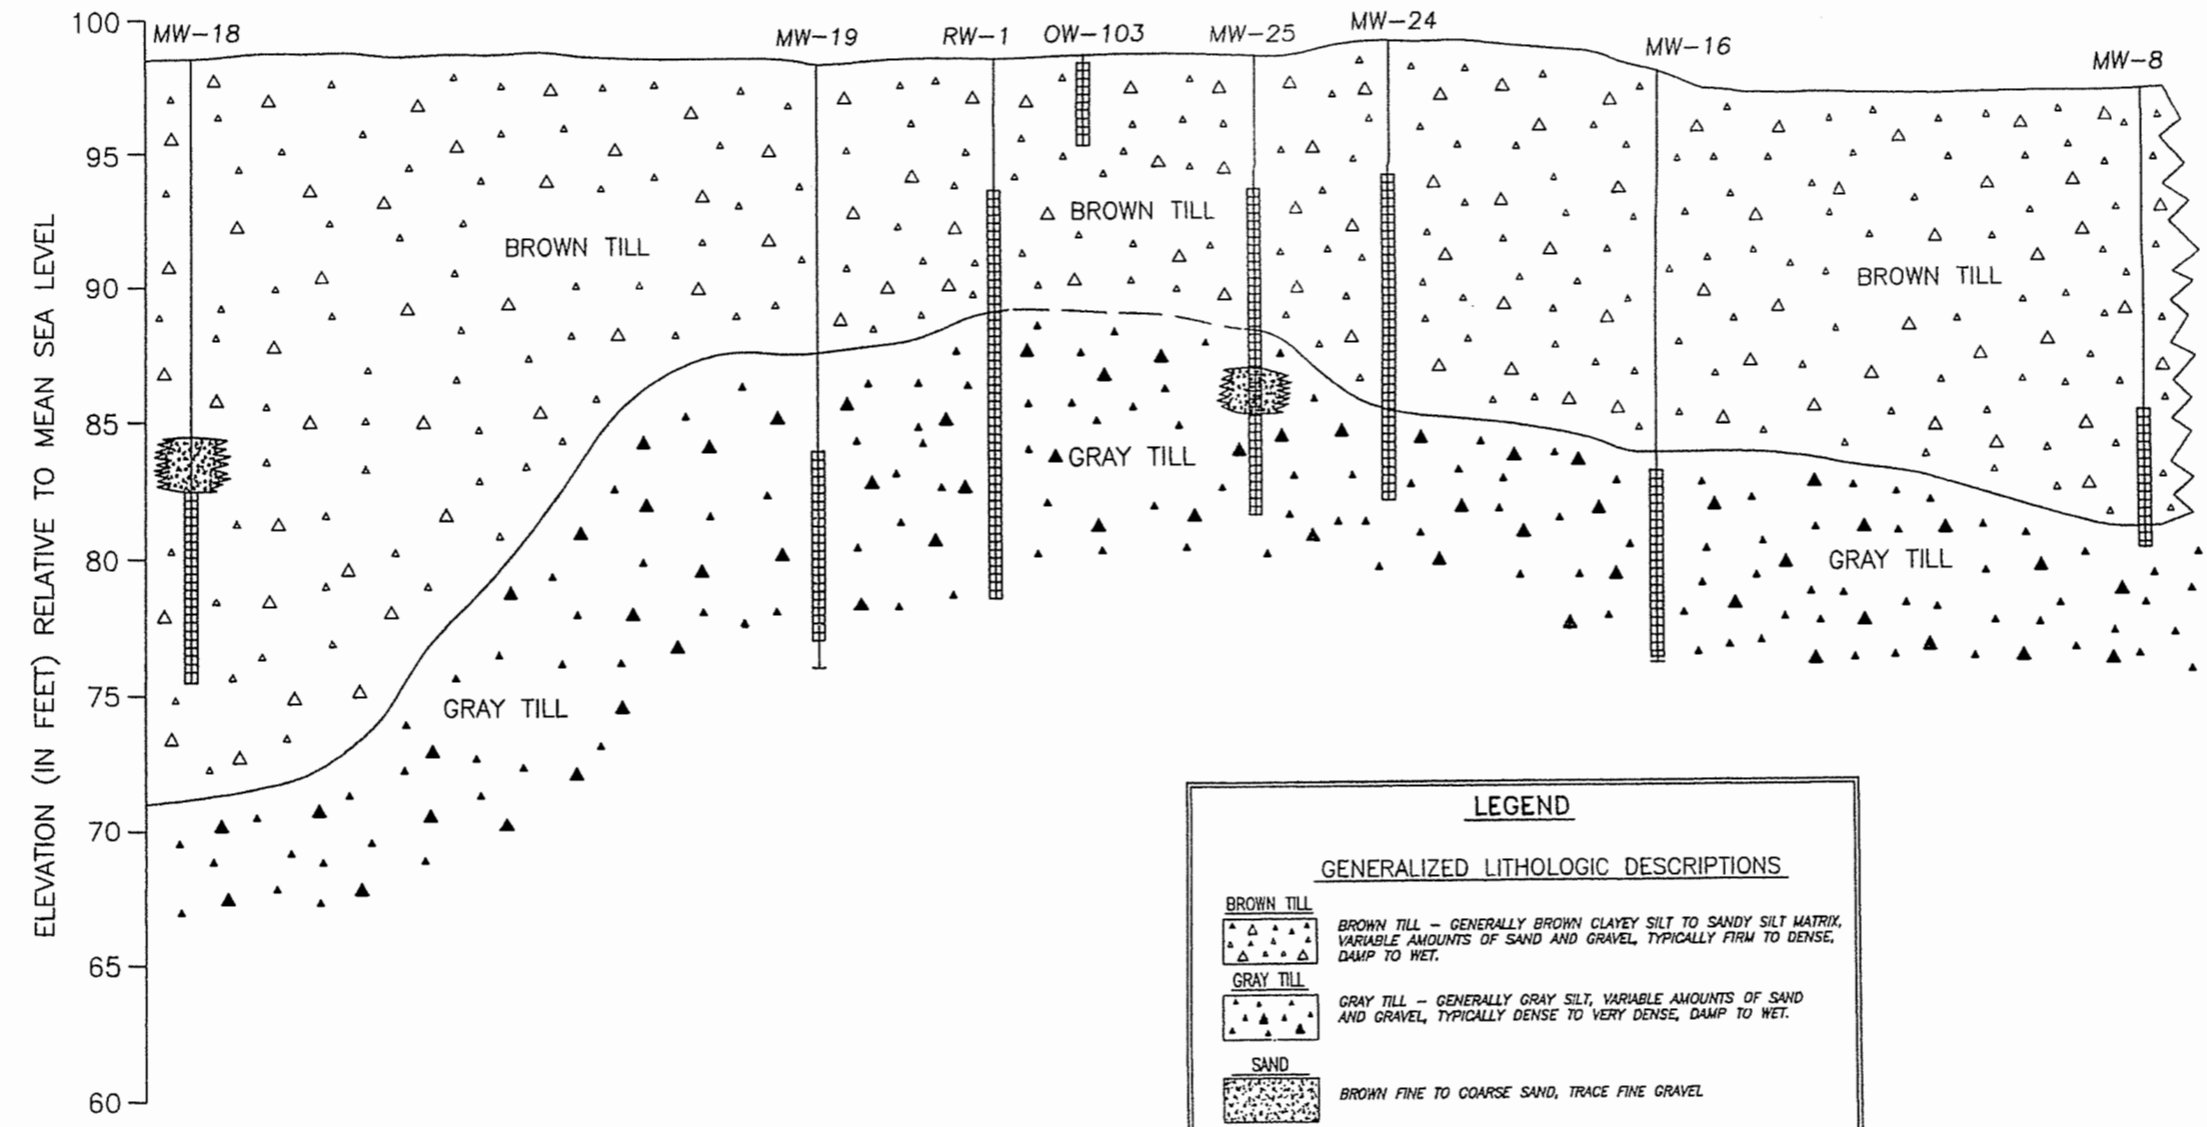 100
MW-18
MW-19
RW-1
OW-103
MW-25
MW-24
MW-16
MW-8
95
90
85
80
75
70
65
60
ELEVATION (IN FEET) RELATIVE TO MEAN SEA LEVEL
BROWN TILL
BROWN TILL
BROWN TILL
GRAY TILL
GRAY TILL
GRAY TILL
LEGEND
GENERALIZED LITHOLOGIC DESCRIPTIONS
BROWN TILL
BROWN TILL – GENERALLY BROWN CLAYEY SILT TO SANDY SILT MATRIX,
VARIABLE AMOUNTS OF SAND AND GRAVEL, TYPICALLY FIRM TO DENSE,
DAMP TO WET.
GRAY TILL
GRAY TILL – GENERALLY GRAY SILT, VARIABLE AMOUNTS OF SAND
AND GRAVEL, TYPICALLY DENSE TO VERY DENSE, DAMP TO WET.
SAND
BROWN FINE TO COARSE SAND, TRACE FINE GRAVEL